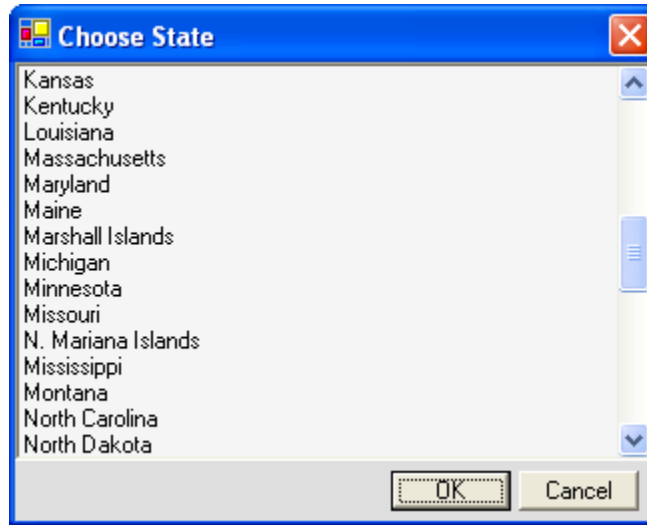 Choose State
Kansas
Kentucky
Louisiana
Massachusetts
Maryland
Maine
Marshall Islands
Michigan
Minnesota
Missouri
N. Mariana Islands
Mississippi
Montana
North Carolina
North Dakota
OK
Cancel